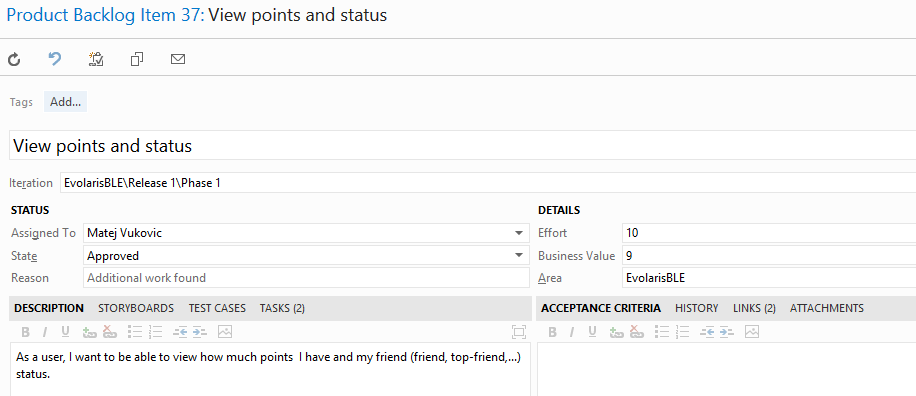 Product Backlog Item 37: View points and status
Tags Add...
View points and status
Iteration EvolarisBLE\Release 1\Phase 1
STATUS DETAILS
Assigned To Matej Vukovic Effort 10
State Approved Business Value 9
Reason Additional work found Area EvolarisBLE
DESCRIPTION STORYBOARDS TEST CASES TASKS (2) ACCEPTANCE CRITERIA HISTORY LINKS (2) ATTACHMENTS
B I U B I U
As a user, I want to be able to view how much points I have and my friend (friend, top-friend,...)
status.